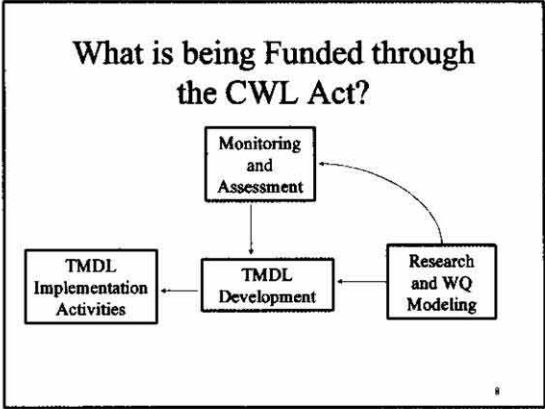 What is being Funded through
the CWL Act?
Monitoring
and
Assessment
TMDL
Implementation
Activities
TMDL
Development
Research
and WQ
Modeling
8